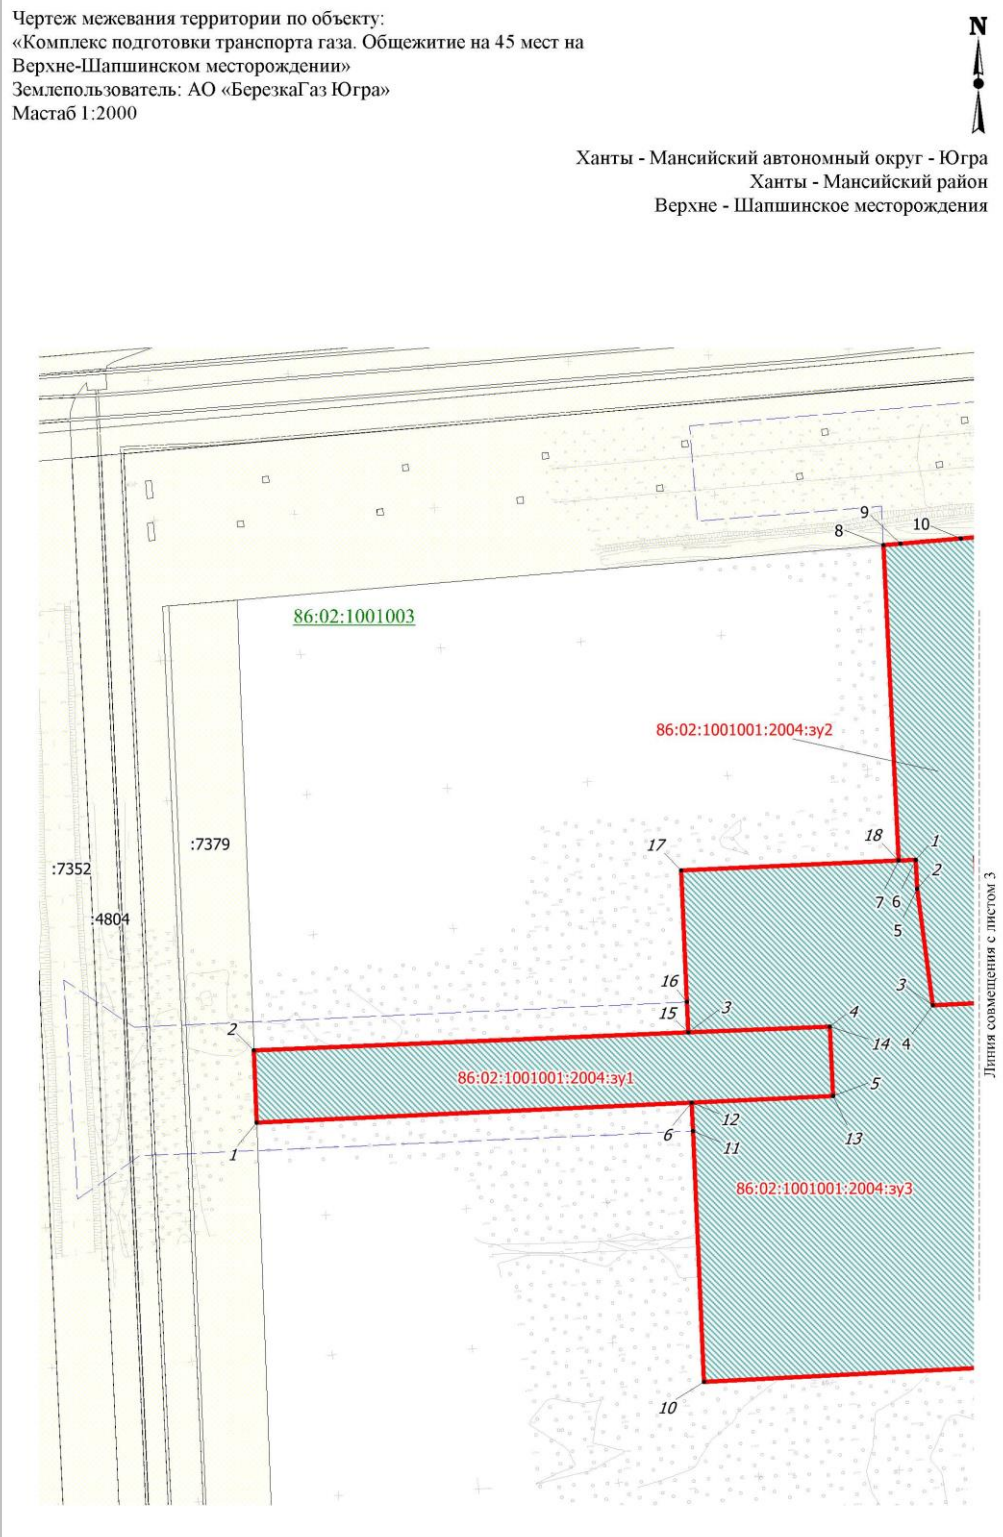 Чертеж межевания территории по объекту:
«Комплекс подготовки транспорта газа. Общежитие на 45 мест на
Верхне-Шапшинском месторождении»
Землепользователь: АО «БерезкаГаз Югра»
Мастаб 1:2000
N
Ханты - Мансийский автономный округ - Югра
Ханты - Мансийский район
Верхне - Шапшинское месторождения
9
10
8
86:02:1001003
86:02:1001001:2004:зу2
18
1
17
:7379
:7352
2
7 6
:4804
5
16
3
15
3
4
2
14 4
86:02:1001001:2004:зу1
5
12
6
13
11
1
86:02:1001001:2004:зу3
10
Линия совмещения с листом 3